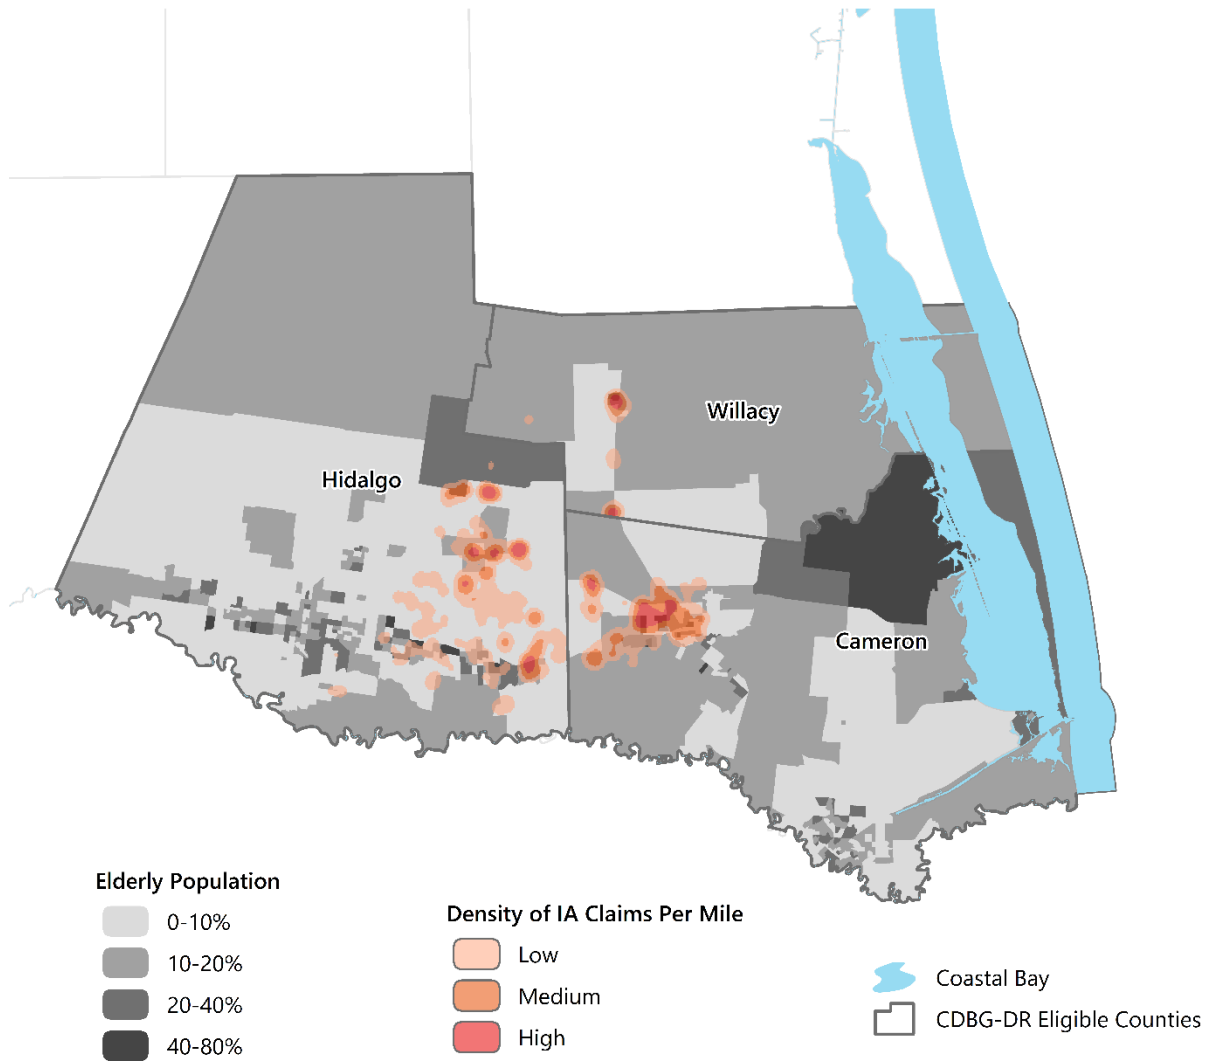 Willacy
Hidalgo
Cameron
Elderly Population
0-10%
10-20%
20-40%
40-80%
Density of IA Claims Per Mile
Low
Medium
High
Coastal Bay
CDBG-DR Eligible Counties